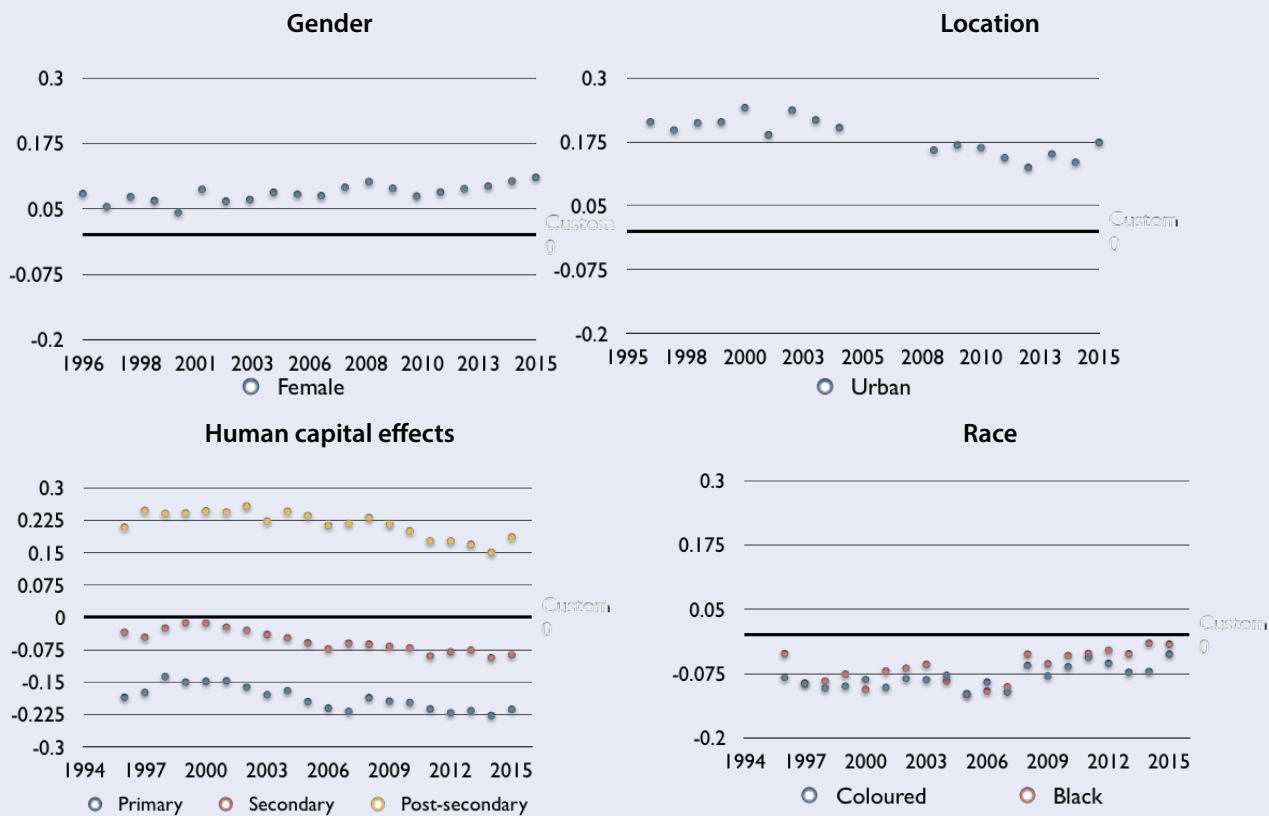 Gender
0.3
0.175
0.05
-0.075
-0.2
Custom
0
1996 1998 2001 2003 2006 2008 2010 2013 2015
Female
Location
0.3
0.175
0.05
-0.075
-0.2
Custom
0
1995 1998 2000 2003 2005 2008 2010 2013 2015
Urban
Human capital effects
0.3
0.225
0.15
0.075
0
-0.075
-0.15
-0.225
-0.3
Custom
0
1994 1997 2000 2003 2006 2009 2012 2015
Primary Secondary Post-secondary
Race
0.3
0.175
0.05
-0.075
-0.2
Custom
0
1994 1997 2000 2003 2006 2009 2012 2015
Coloured Black